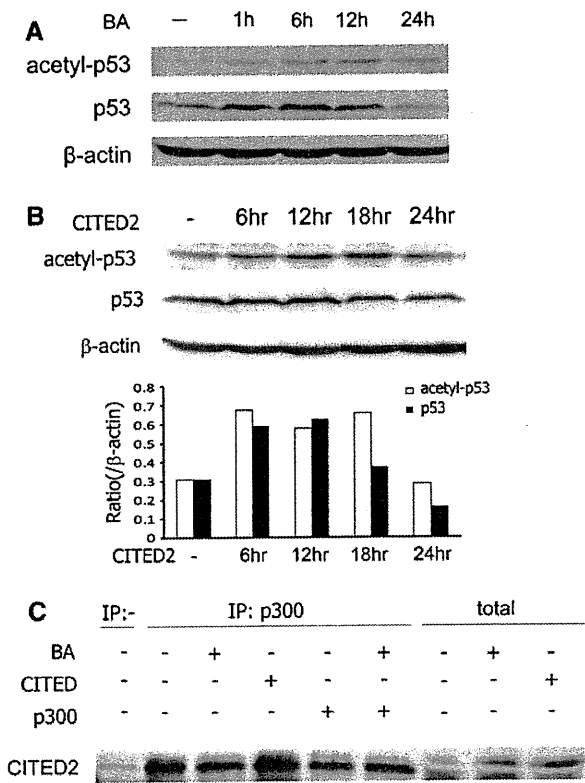 A
BA – 1h 6h 12h 24h
acetyl-p53
p53
β-actin
B
CITED2 - 6hr 12hr 18hr 24hr
acetyl-p53
p53
β-actin
0.8
0.7
0.6
0.5
0.4
0.3
0.2
0.1
0
Ratio(/β-actin)
acetyl-p53
p53
CITED2 - 6hr 12hr 18hr 24hr
C IP:- IP: p300 total
BA - - + - - + - + -
CITED - - - + - - - - +
p300 - - - - + + - - -
CITED2